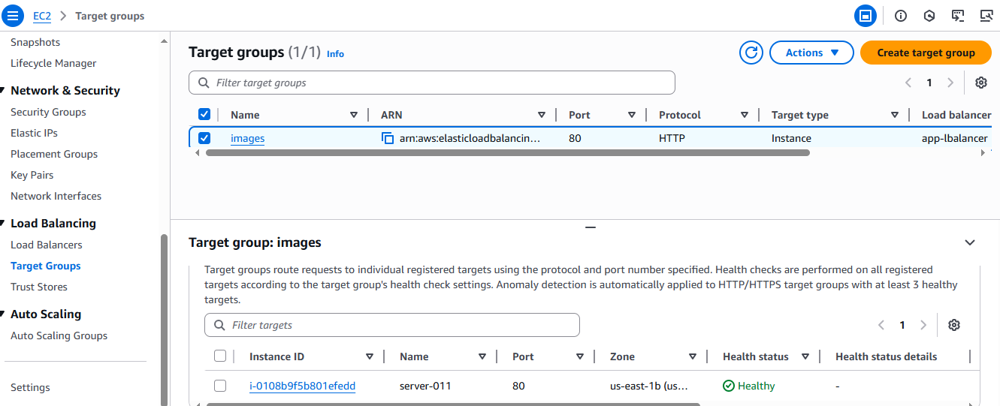 EC2 > Target groups
Snapshots
Lifecycle Manager
Network & Security
Security Groups
Elastic IPs
Placement Groups
Key Pairs
Network Interfaces
Load Balancing
Load Balancers
Target Groups
Trust Stores
Auto Scaling
Auto Scaling Groups
Settings
Target groups (1/1) Info
Actions
Create target group
Filter target groups
1
Name ARN Port Protocol Target type Load balancer
images arn:aws:elasticloadbalancin... 80 HTTP Instance app-lbalancer
Target group: images
Target groups route requests to individual registered targets using the protocol and port number specified. Health checks are performed on all registered
targets according to the target group's health check settings. Anomaly detection is automatically applied to HTTP/HTTPS target groups with at least 3 healthy
targets.
Filter targets
1
Instance ID Name Port Zone Health status Health status details
i-0108b9f5b801efedd server-011 80 us-east-1b (us... Healthy -